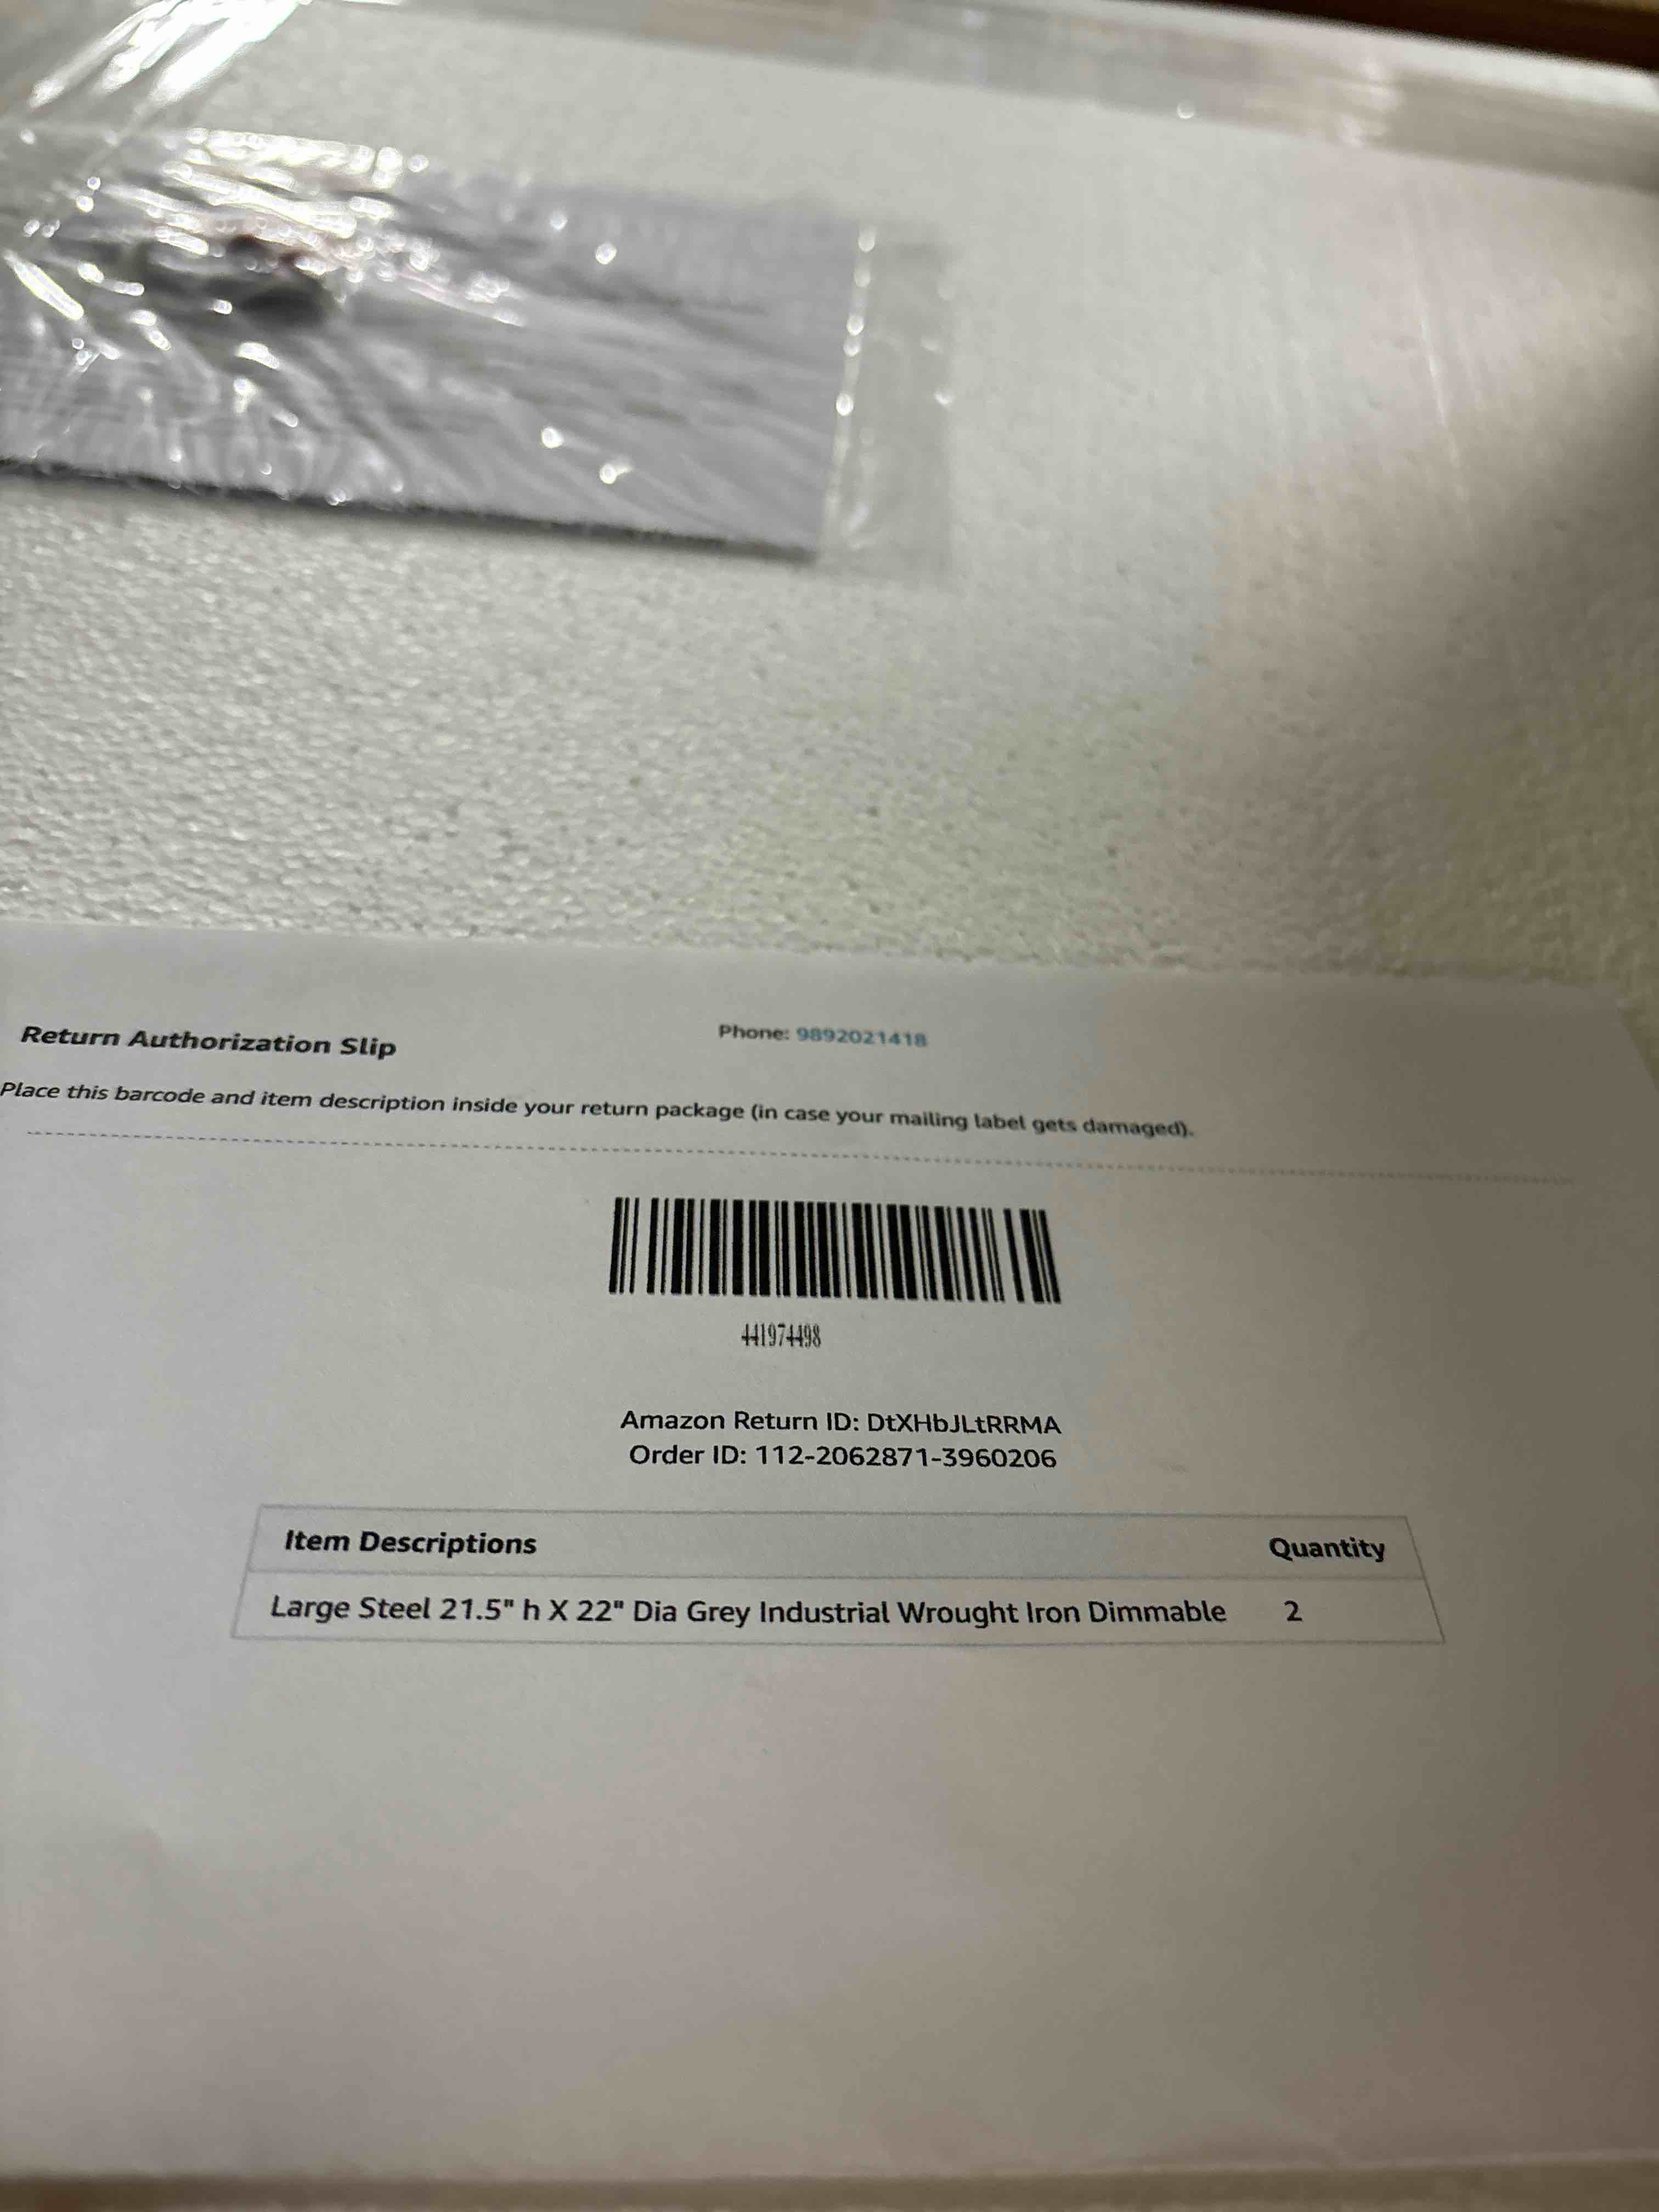 Return Authorization Slip
Phone: 9892021418
Place this barcode and item description inside your return package (in case your mailing label gets damaged).
441974498
Amazon Return ID: DtXHbJLtRRMA
Order ID: 112-2062871-3960206
Item Descriptions Quantity
Large Steel 21.5" h X 22" Dia Grey Industrial Wrought Iron Dimmable 2